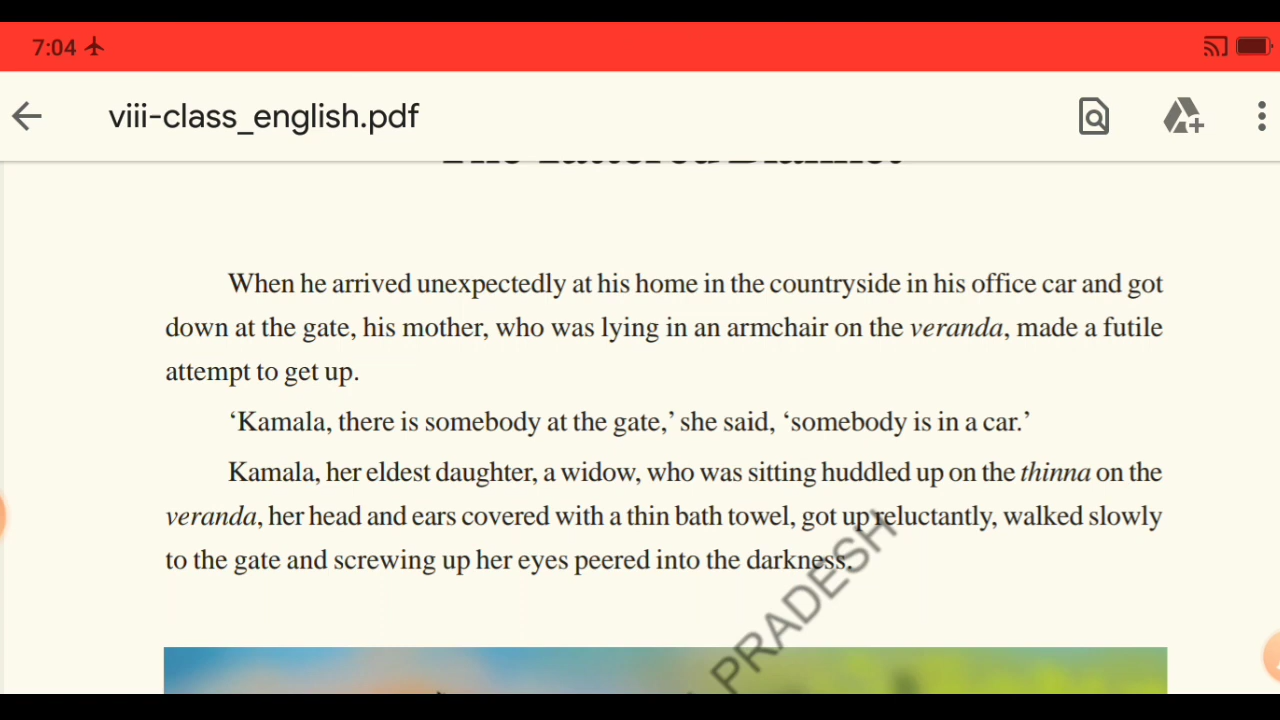 7:04
viii-class_english.pdf
The Tattered Blanket
When he arrived unexpectedly at his home in the countryside in his office car and got
down at the gate, his mother, who was lying in an armchair on the veranda, made a futile
attempt to get up.
‘Kamala, there is somebody at the gate,’ she said, ‘somebody is in a car.’
Kamala, her eldest daughter, a widow, who was sitting huddled up on the thinna on the
veranda, her head and ears covered with a thin bath towel, got up reluctantly, walked slowly
to the gate and screwing up her eyes peered into the darkness.
PRADESH